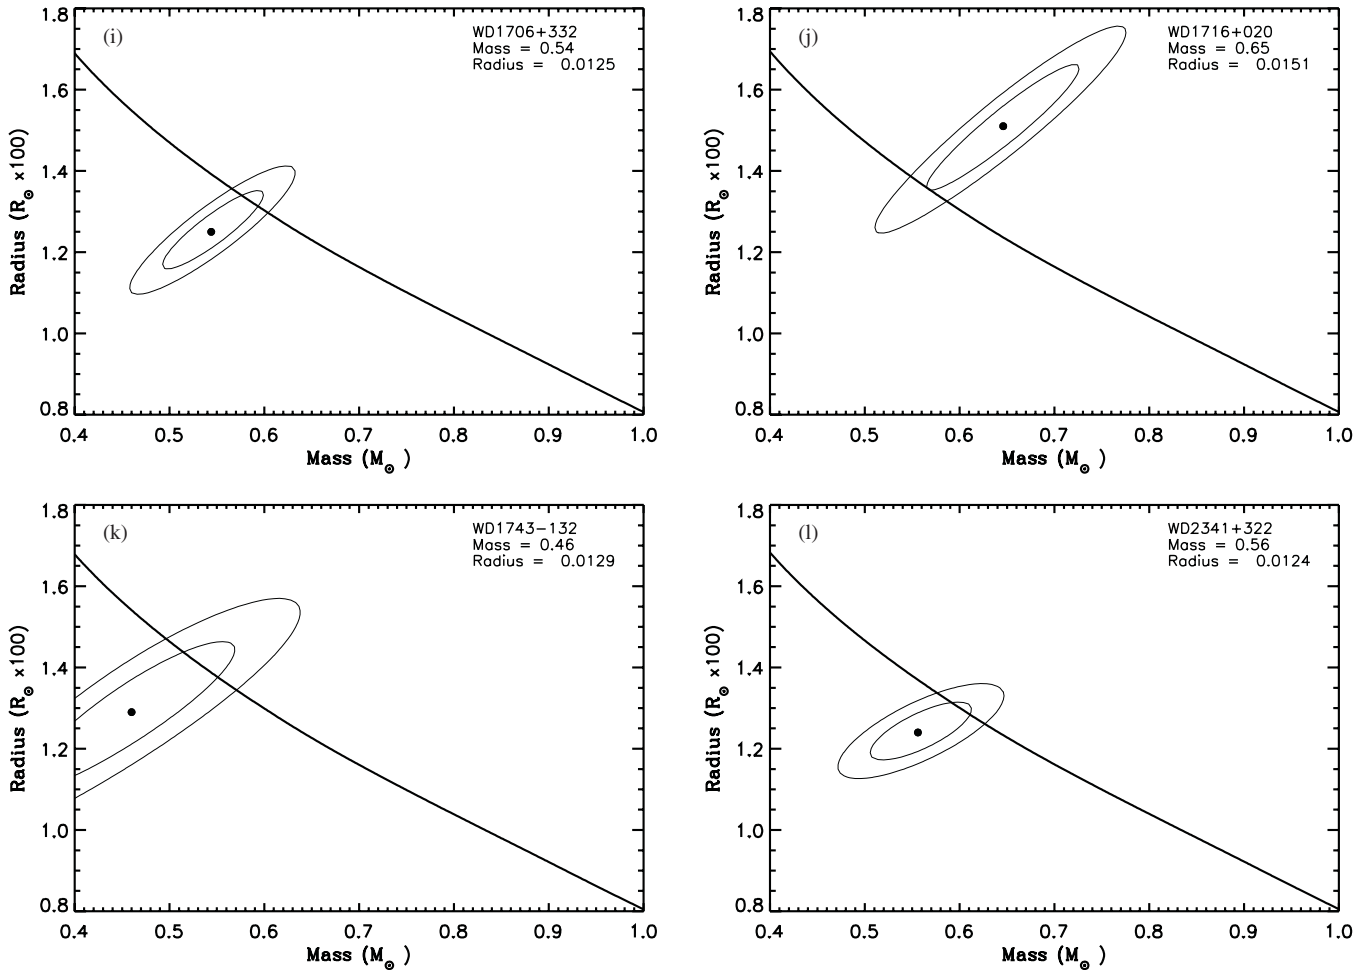 (i)
WD1706+332
Mass = 0.54
Radius = 0.0125
1.8
1.6
1.4
1.2
1.0
0.8
Radius (R☉ ×100)
0.4 0.5 0.6 0.7 0.8 0.9 1.0
Mass (M☉ )
(j)
WD1716+020
Mass = 0.65
Radius = 0.0151
1.8
1.6
1.4
1.2
1.0
0.8
Radius (R☉ ×100)
0.4 0.5 0.6 0.7 0.8 0.9 1.0
Mass (M☉ )
(k)
WD1743−132
Mass = 0.46
Radius = 0.0129
1.8
1.6
1.4
1.2
1.0
0.8
Radius (R☉ ×100)
0.4 0.5 0.6 0.7 0.8 0.9 1.0
Mass (M☉ )
(l)
WD2341+322
Mass = 0.56
Radius = 0.0124
1.8
1.6
1.4
1.2
1.0
0.8
Radius (R☉ ×100)
0.4 0.5 0.6 0.7 0.8 0.9 1.0
Mass (M☉ )